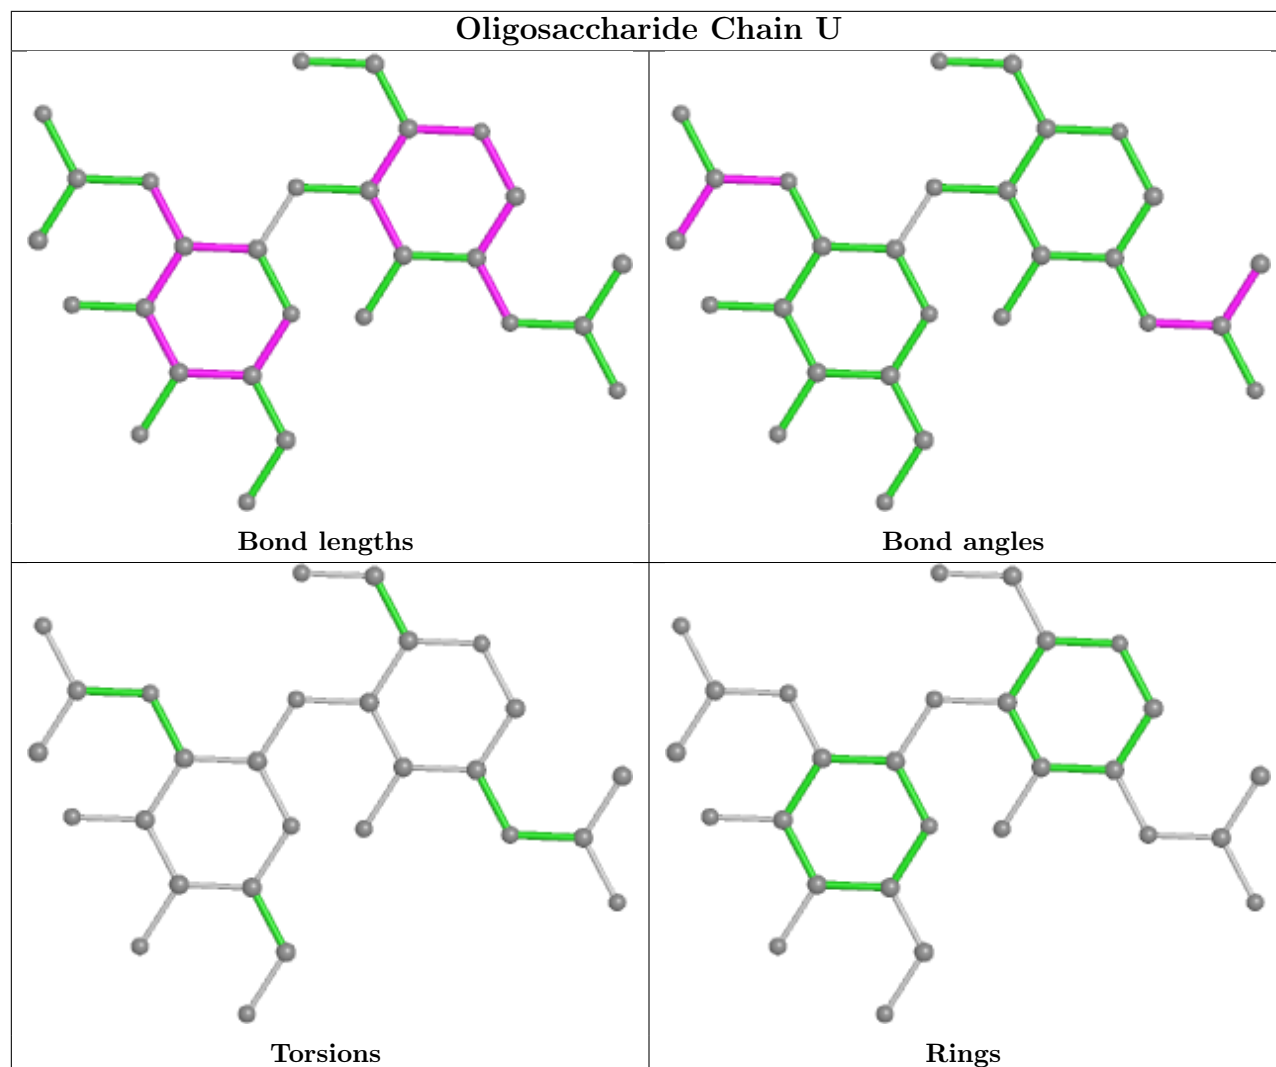 Oligosaccharide Chain U
Bond lengths
Bond angles
Torsions
Rings